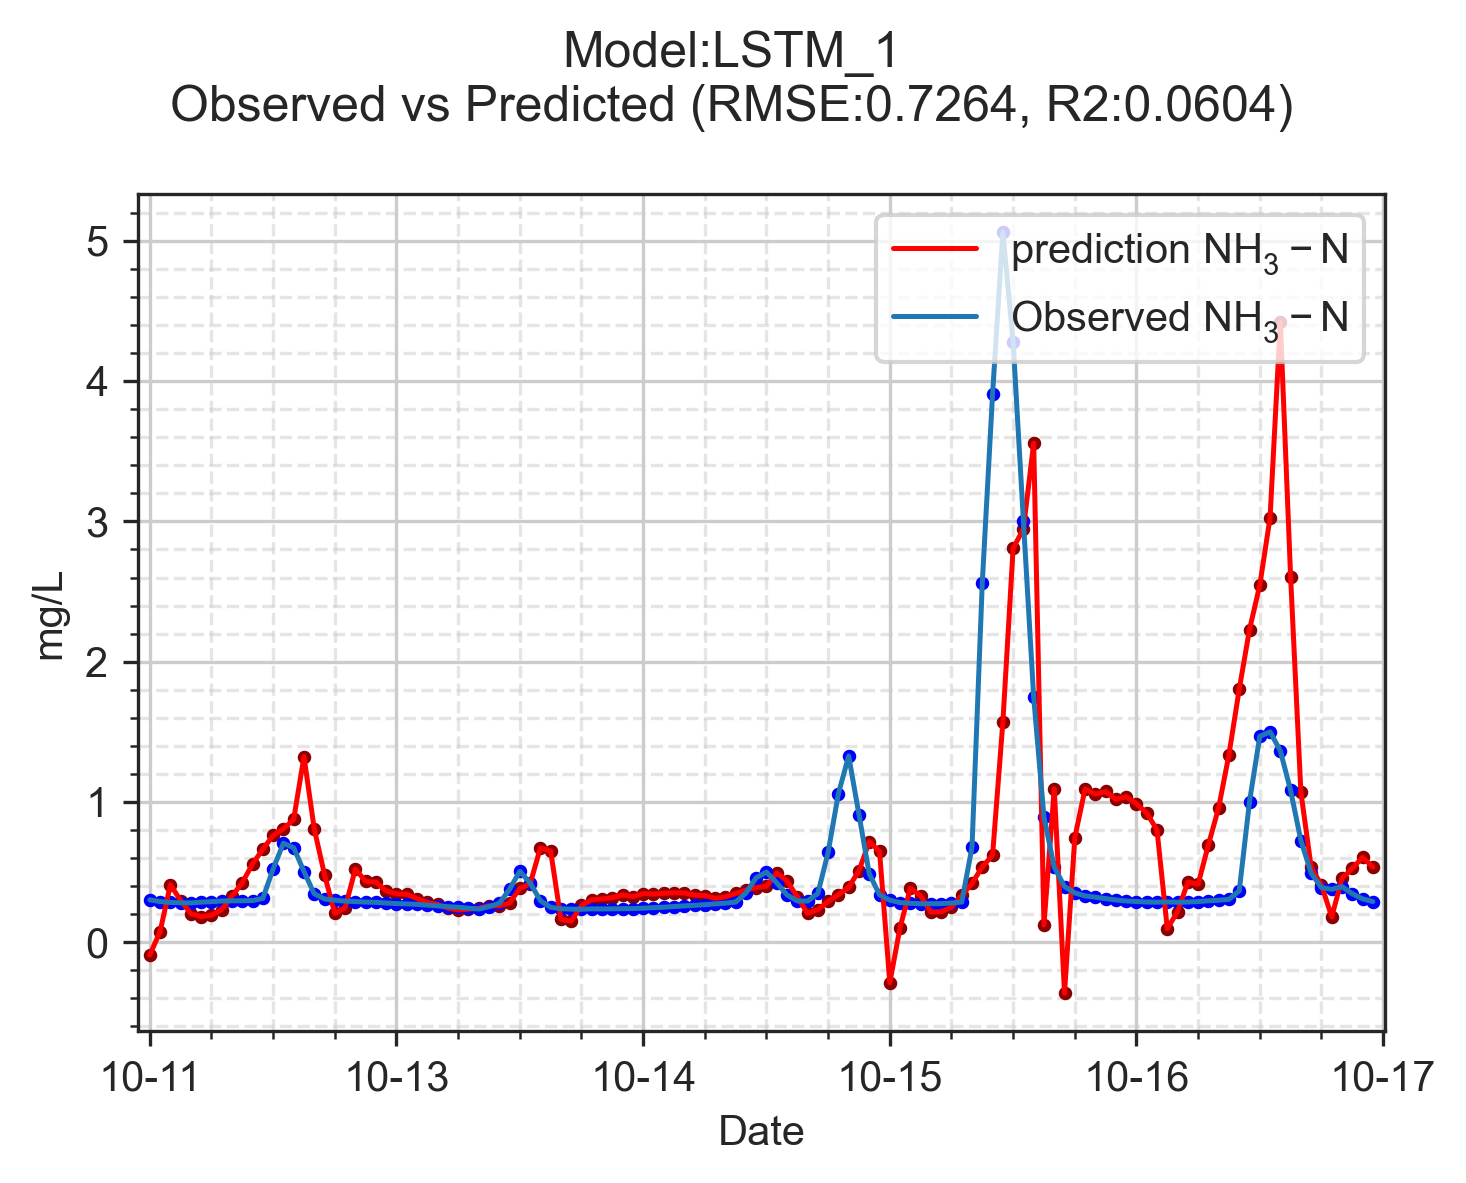 Model:LSTM_1
Observed vs Predicted (RMSE:0.7264, R2:0.0604)
prediction NH₃ − N
Observed NH₃ − N
5
4
3
2
1
0
mg/L
10-11 10-13 10-14 10-15 10-16 10-17
Date